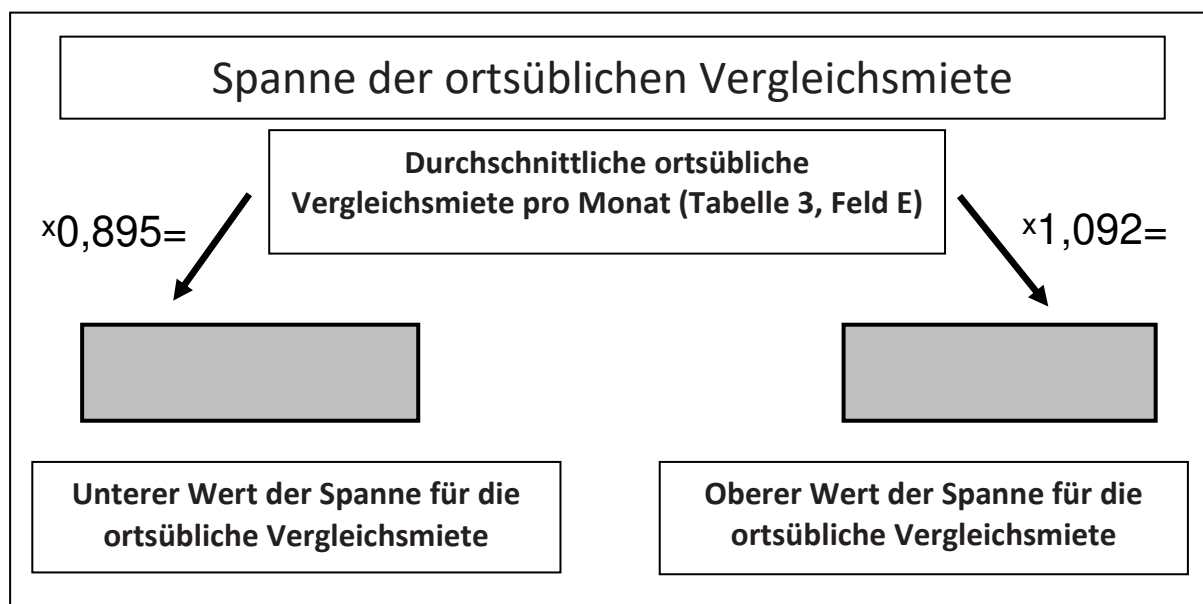 Spanne der ortsüblichen Vergleichsmiete
Durchschnittliche ortsübliche
Vergleichsmiete pro Monat (Tabelle 3, Feld E)
x0,895=
x1,092=
Unterer Wert der Spanne für die
ortsübliche Vergleichsmiete
Oberer Wert der Spanne für die
ortsübliche Vergleichsmiete